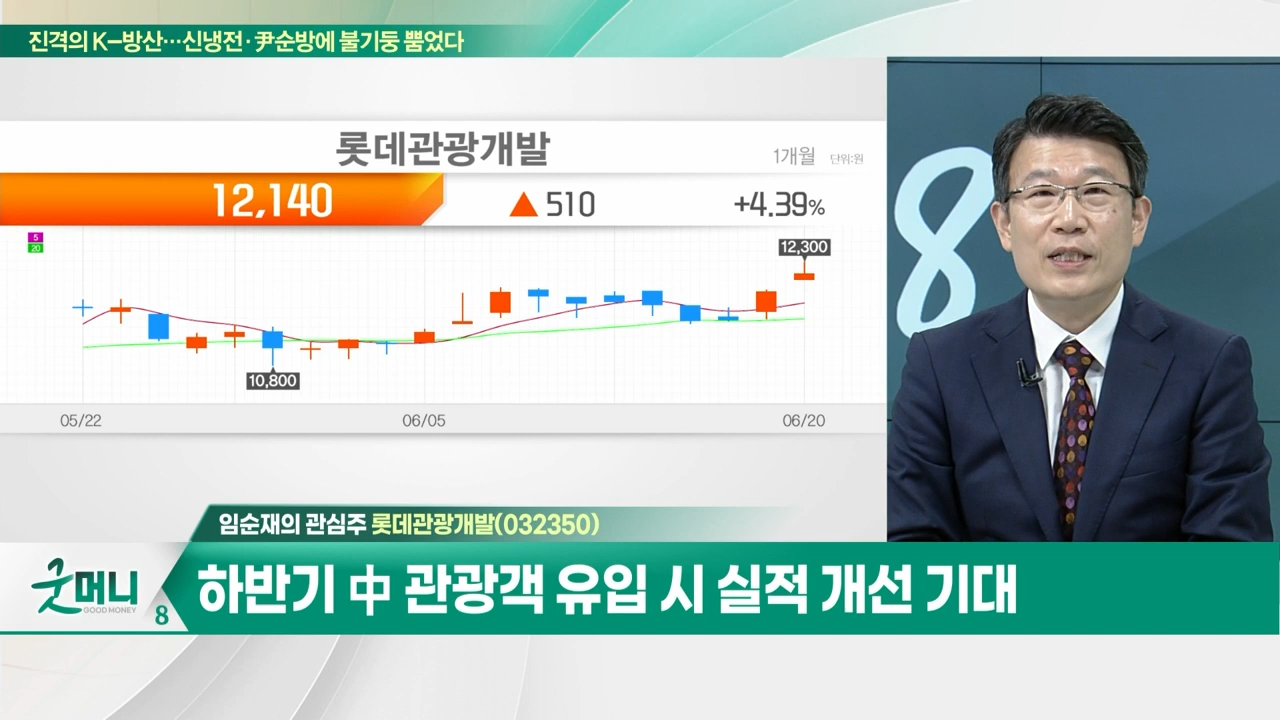 진격의 K-방산…신냉전·尹순방에 불기둥 뿜었다
롯데관광개발
1개월 단위:원
12,140 ▲ 510 +4.39%
5
20
12,300
10,800
05/22 06/05 06/20
8
임순재의 관심주 롯데관광개발(032350)
하반기 中 관광객 유입 시 실적 개선 기대
굿머니
GOOD MONEY
8